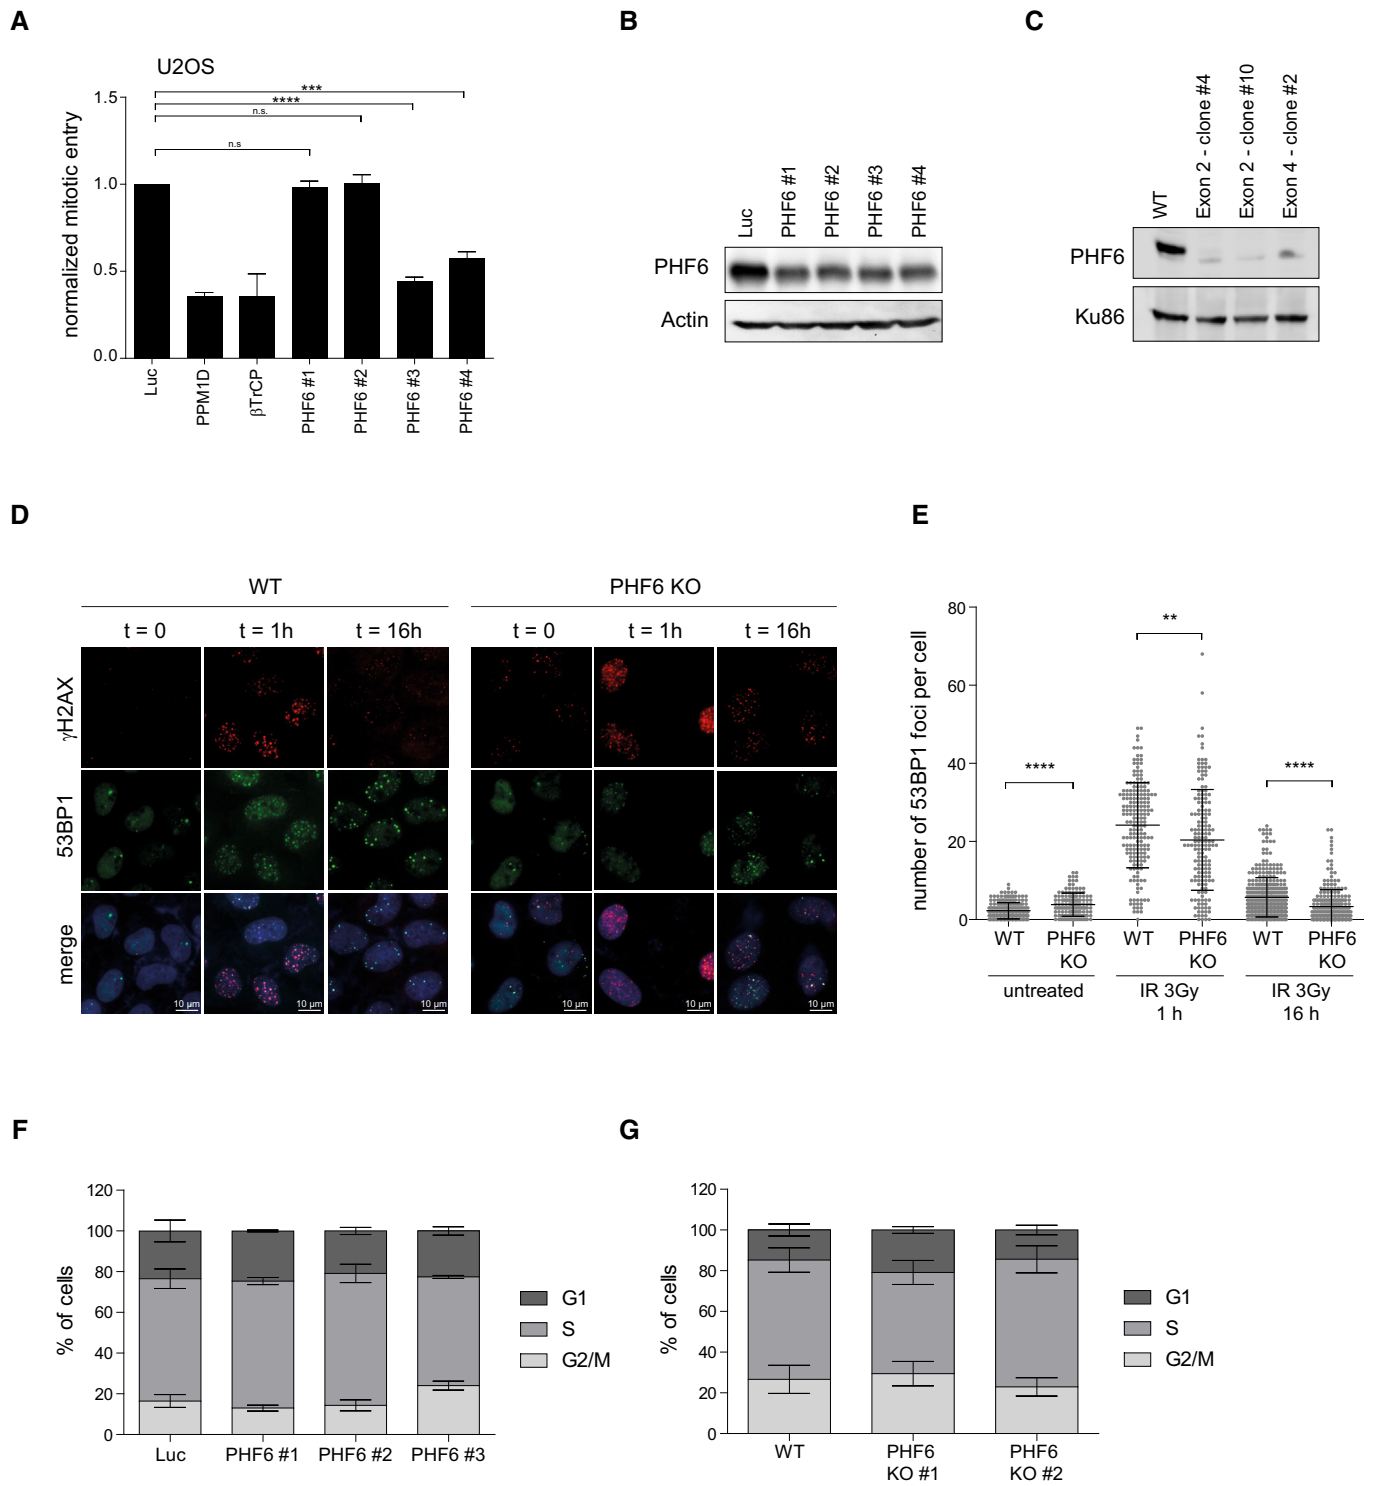 A
U2OS
***
****
n.s.
n.s
normalized mitotic entry
1.5
1.0
0.5
0.0
Luc
PPM1D
βTrCP
PHF6 #1
PHF6 #2
PHF6 #3
PHF6 #4
B
Luc
PHF6 #1
PHF6 #2
PHF6 #3
PHF6 #4
PHF6
Actin
C
WT
Exon 2 - clone #4
Exon 2 - clone #10
Exon 4 - clone #2
PHF6
Ku86
D
WT
PHF6 KO
t = 0
t = 1h
t = 16h
t = 0
t = 1h
t = 16h
γH2AX
53BP1
merge
10 µm
10 µm
10 µm
10 µm
10 µm
10 µm
E
number of 53BP1 foci per cell
80
60
40
20
0
****
**
****
WT
PHF6 KO
WT
PHF6 KO
WT
PHF6 KO
untreated
IR 3Gy
1 h
IR 3Gy
16 h
F
% of cells
120
100
80
60
40
20
0
Luc
PHF6 #1
PHF6 #2
PHF6 #3
G1
S
G2/M
G
% of cells
120
100
80
60
40
20
0
WT
PHF6
KO #1
PHF6
KO #2
G1
S
G2/M